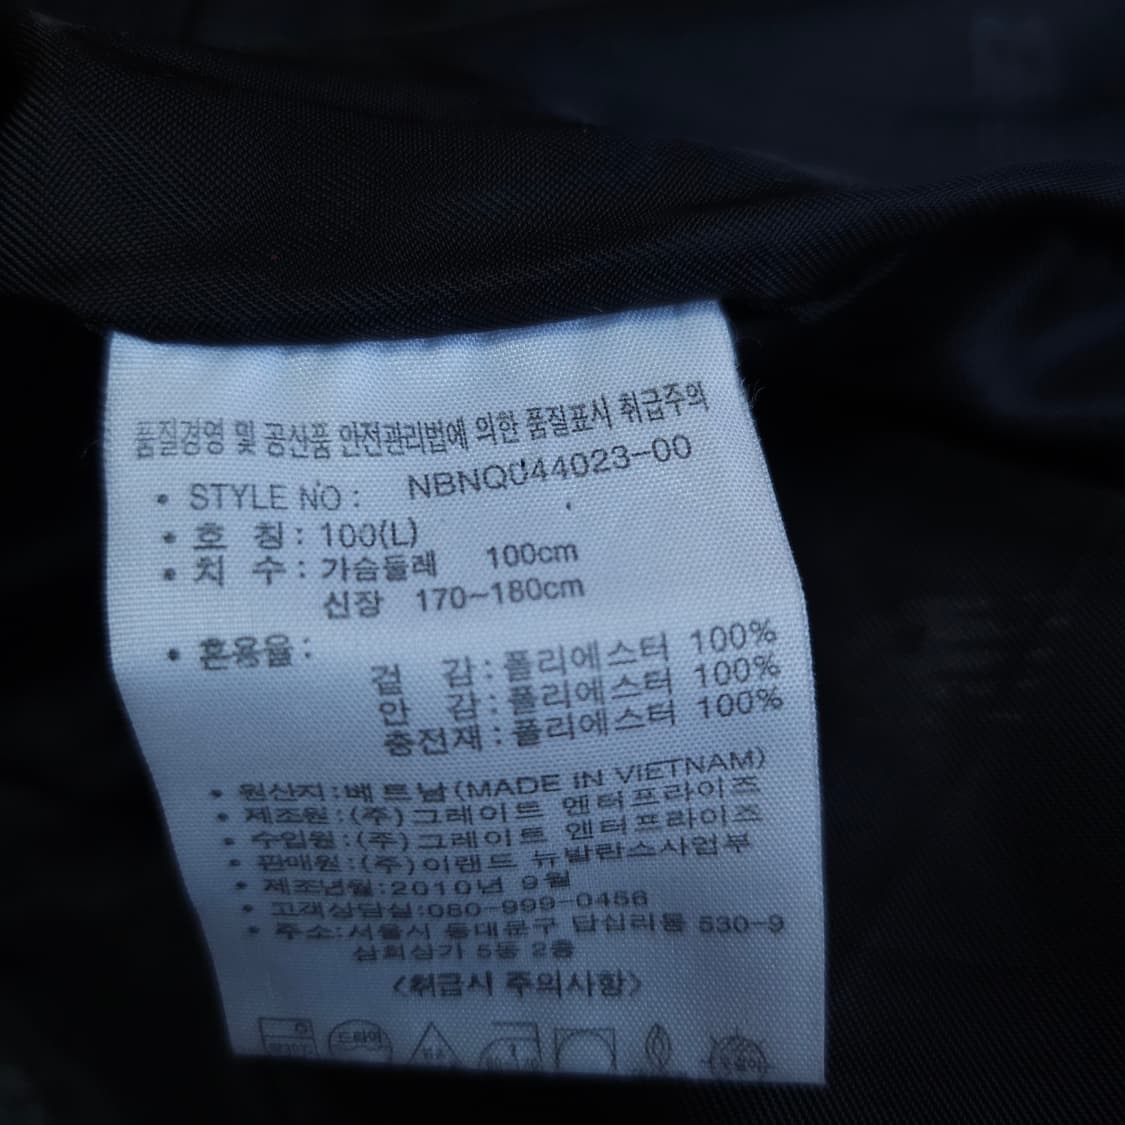 품질경영 및 공산품 안전관리법에 의한 품질표시 취급주의
• STYLE NO : NBNQU44023-00
• 호 칭 : 100(L)
• 치 수 : 가슴둘레 100cm
신장 170~180cm
• 혼용율 :
겉 감 : 폴리에스터 100%
안 감 : 폴리에스터 100%
충전재 : 폴리에스터 100%
• 원산지:베트남(MADE IN VIETNAM)
• 제조원:(주)그레이트 엔터프라이즈
• 수입원:(주)그레이트 엔터프라이즈
• 판매원:(주)이랜드 뉴발란스사업부
• 제조년월:2010년 9월
• 고객상담실:080-999-0456
• 주소:서울시 동대문구 답십리동 530-9
삼희상가 5동 2층
<취급시 주의사항>
드라이